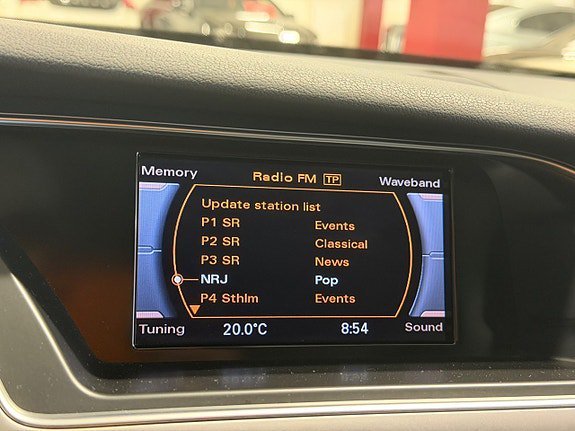 Memory Radio FM TP Waveband
Update station list
P1 SR Events
P2 SR Classical
P3 SR News
NRJ Pop
P4 Sthlm Events
Tuning 20.0°C 8:54 Sound